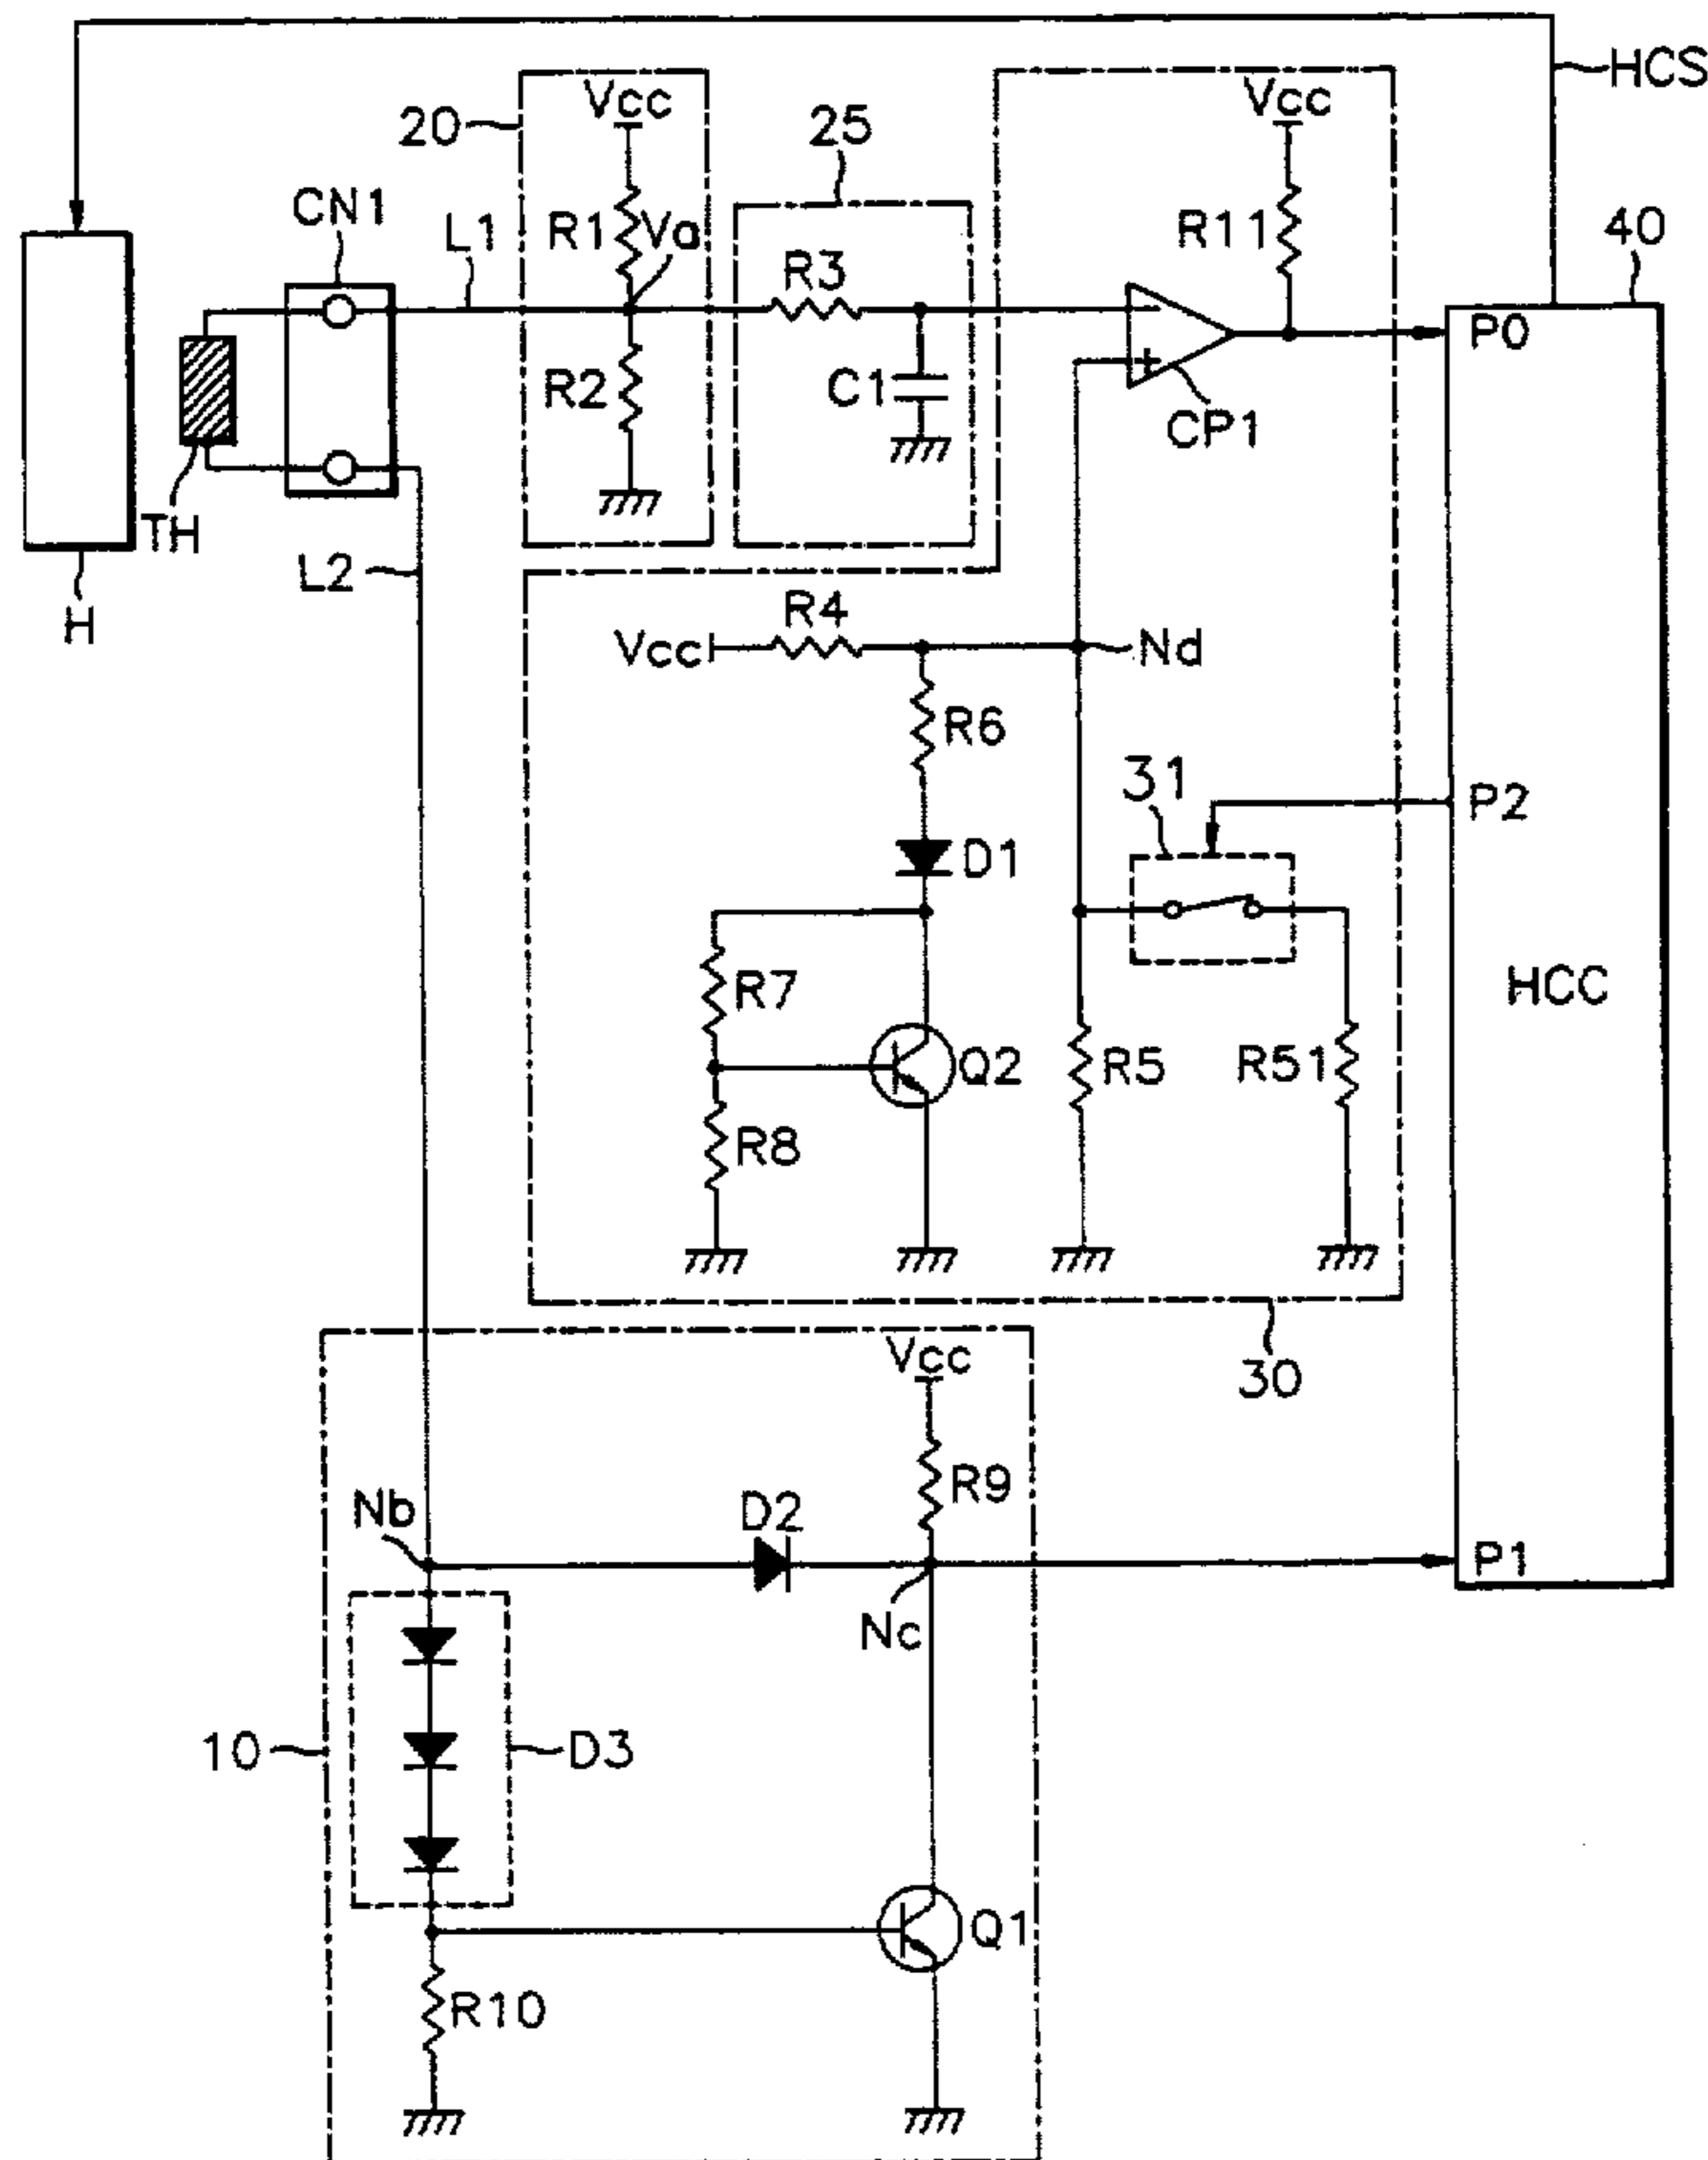 HCS
Vcc
Vcc
20
25
CN1
L1
R1
Va
R3
R11
40
P0
R2
C1
CP1
TH
L2
H
R4
Vcc
Nd
R6
31
P2
D1
R7
HCC
Q2
R5
R51
R8
30
Vcc
R9
Nb
D2
P1
Nc
10
D3
Q1
R10